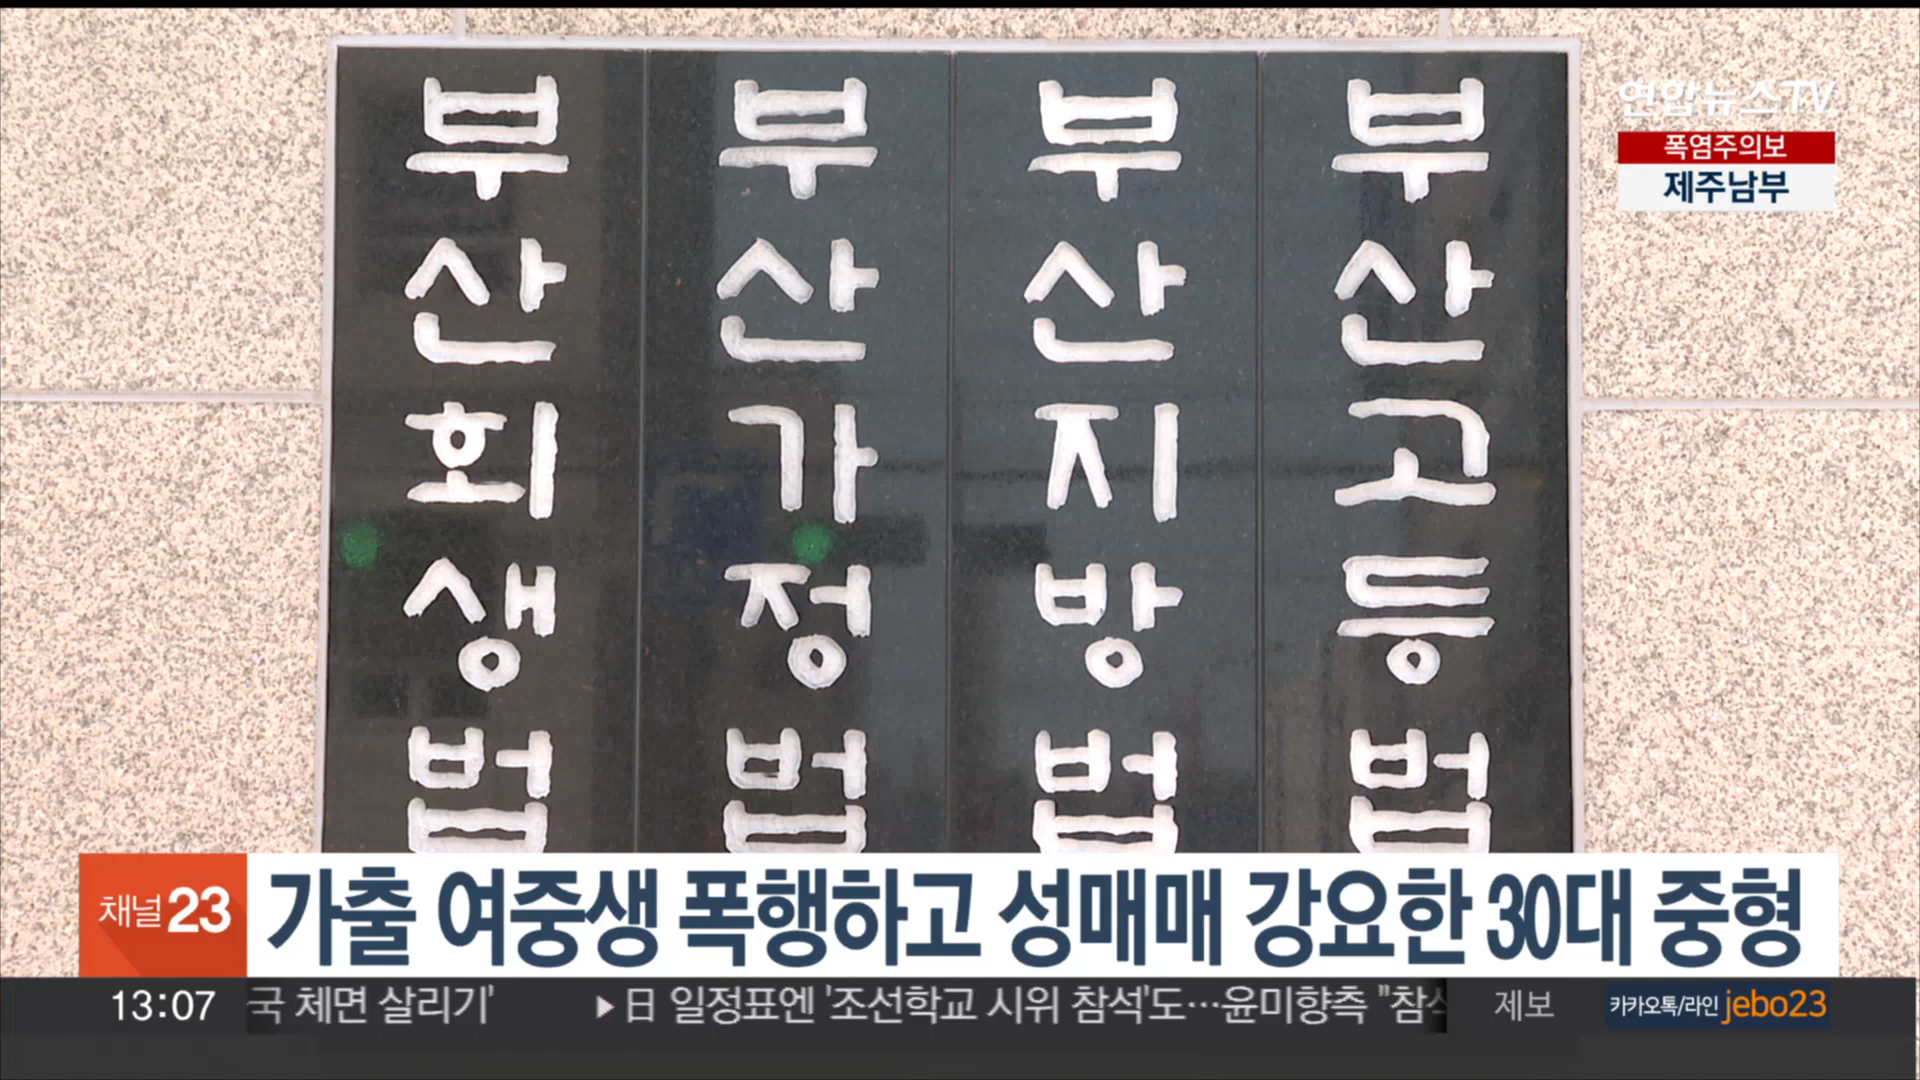 부산회생법
부산가정법
부산지방법
부산고등법
연합뉴스TV
폭염주의보
제주남부
채널23
가출 여중생 폭행하고 성매매 강요한 30대 중형
13:07
국 체면 살리기' ▶日 일정표엔 '조선학교 시위 참석'도…윤미향측 "참석
제보
카카오톡/라인 jebo23